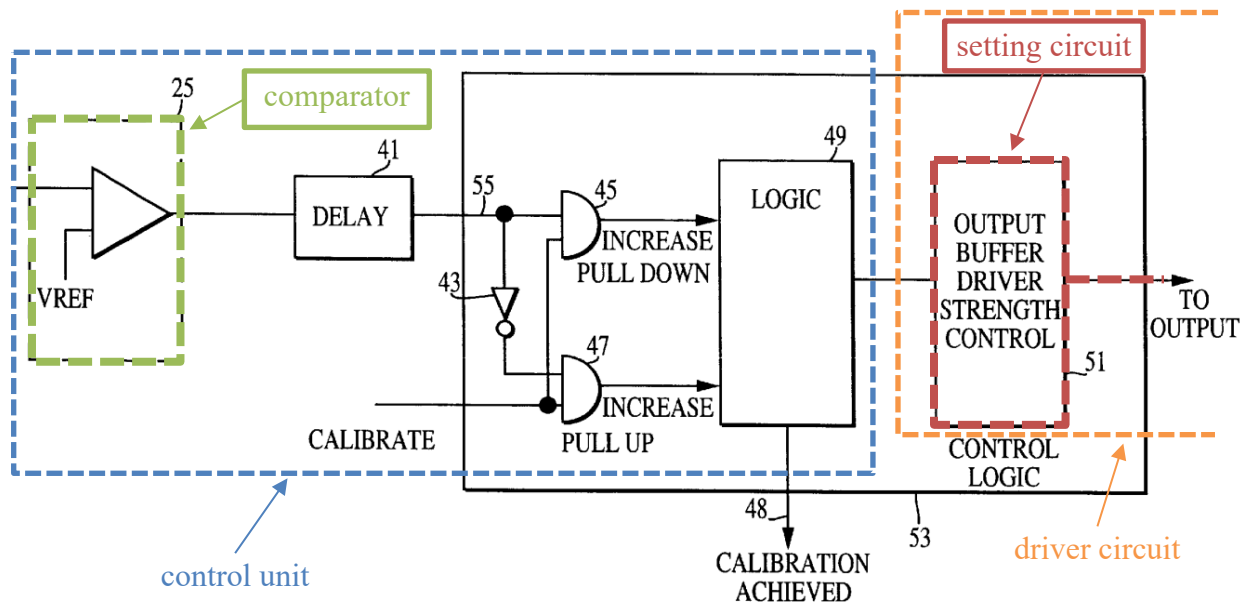 setting circuit
25
comparator
49
41
45
55
LOGIC
DELAY
OUTPUT
BUFFER
DRIVER
STRENGTH
CONTROL
INCREASE
PULL DOWN
43
VREF
TO
OUTPUT
47
51
INCREASE
CALIBRATE
PULL UP
CONTROL
LOGIC
48
53
driver circuit
control unit
CALIBRATION
ACHIEVED